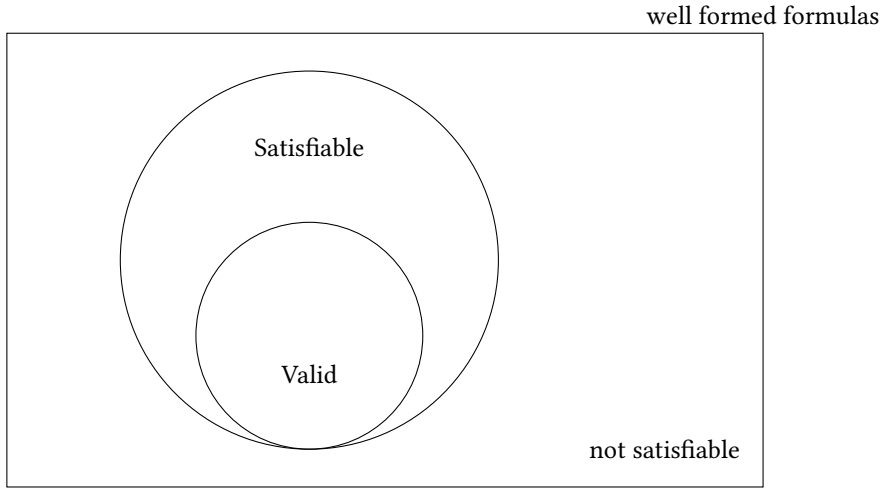 well formed formulas
Satisfiable
Valid
not satisfiable